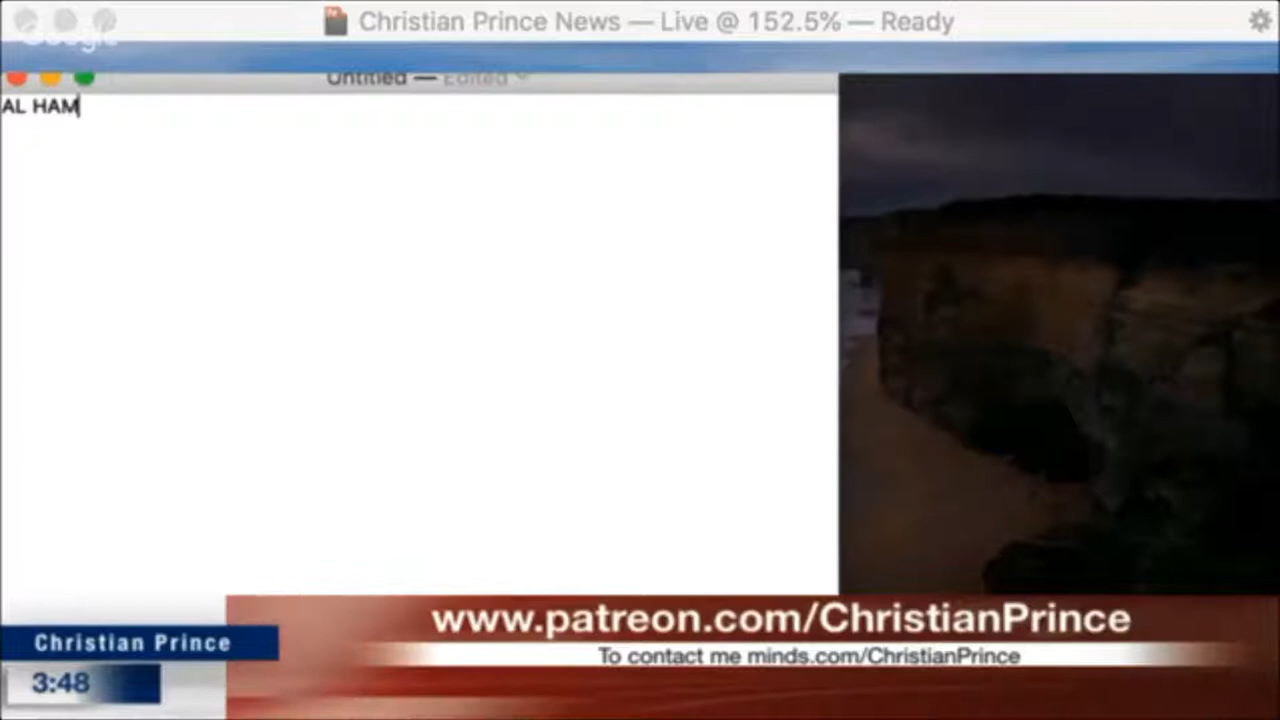 Christian Prince News — Live @ 152.5% — Ready
Google
Untitled — Edited
AL HAM
www.patreon.com/ChristianPrince
Christian Prince
To contact me minds.com/ChristianPrince
3:48